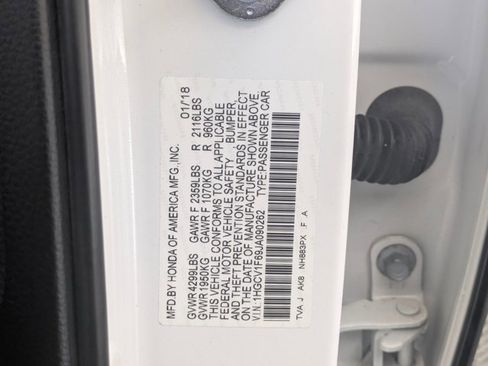 MFD.BY HONDA OF AMERICA MFG.,INC. 01/18
GVWR 4299LBS GAWR F 2359LBS R 2116LBS
GVWR 1950KG GAWR F 1070KG R 960KG
THIS VEHICLE CONFORMS TO ALL APPLICABLE
FEDERAL MOTOR VEHICLE SAFETY, BUMPER,
AND THEFT PREVENTION STANDARDS IN EFFECT
ON THE DATE OF MANUFACTURE SHOWN ABOVE.
V.I.N.:1HGCV1F69JA090262 TYPE:PASSENGER CAR
TVA J AK8 NH883PX F A